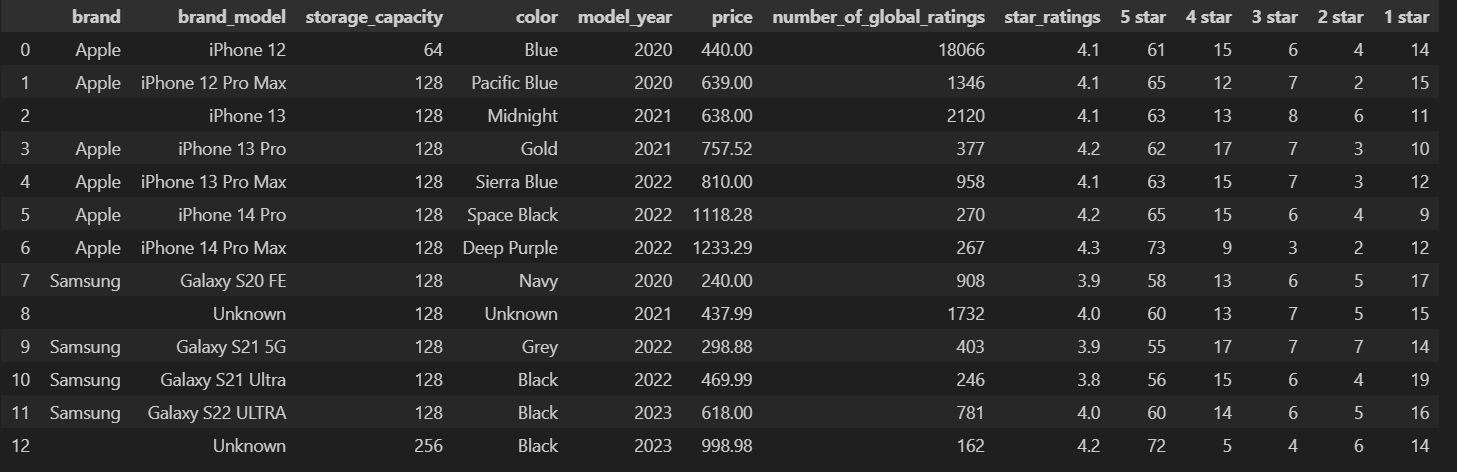 brand brand_model storage_capacity color model_year price number_of_global_ratings star_ratings 5 star 4 star 3 star 2 star 1 star
0 Apple iPhone 12 64 Blue 2020 440.00 18066 4.1 61 15 6 4 14
1 Apple iPhone 12 Pro Max 128 Pacific Blue 2020 639.00 1346 4.1 65 12 7 2 15
2 iPhone 13 128 Midnight 2021 638.00 2120 4.1 63 13 8 6 11
3 Apple iPhone 13 Pro 128 Gold 2021 757.52 377 4.2 62 17 7 3 10
4 Apple iPhone 13 Pro Max 128 Sierra Blue 2022 810.00 958 4.1 63 15 7 3 12
5 Apple iPhone 14 Pro 128 Space Black 2022 1118.28 270 4.2 65 15 6 4 9
6 Apple iPhone 14 Pro Max 128 Deep Purple 2022 1233.29 267 4.3 73 9 3 2 12
7 Samsung Galaxy S20 FE 128 Navy 2020 240.00 908 3.9 58 13 6 5 17
8 Unknown 128 Unknown 2021 437.99 1732 4.0 60 13 7 5 15
9 Samsung Galaxy S21 5G 128 Grey 2022 298.88 403 3.9 55 17 7 7 14
10 Samsung Galaxy S21 Ultra 128 Black 2022 469.99 246 3.8 56 15 6 4 19
11 Samsung Galaxy S22 ULTRA 128 Black 2023 618.00 781 4.0 60 14 6 5 16
12 Unknown 256 Black 2023 998.98 162 4.2 72 5 4 6 14